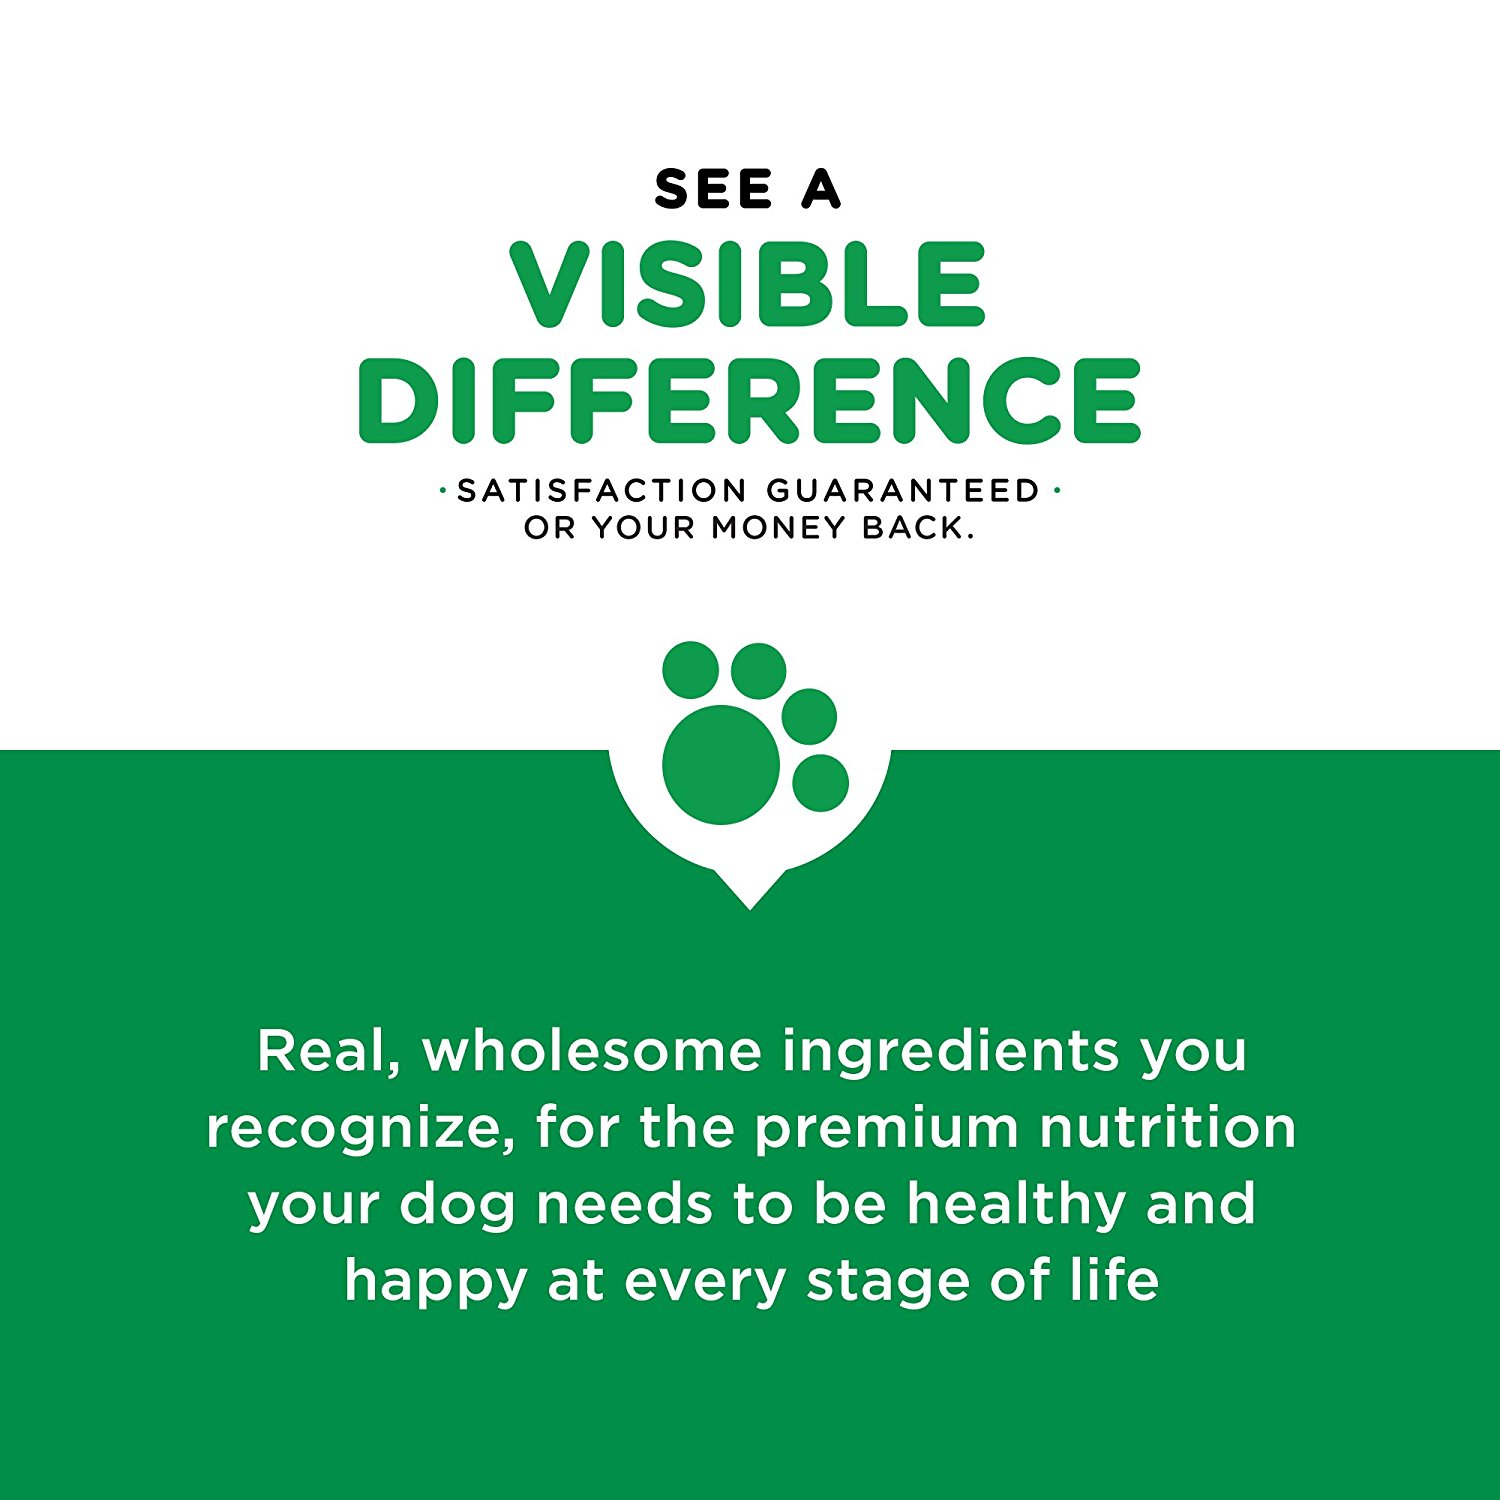 SEE A
VISIBLE
DIFFERENCE
· SATISFACTION GUARANTEED ·
OR YOUR MONEY BACK.
Real, wholesome ingredients you
recognize, for the premium nutrition
your dog needs to be healthy and
happy at every stage of life